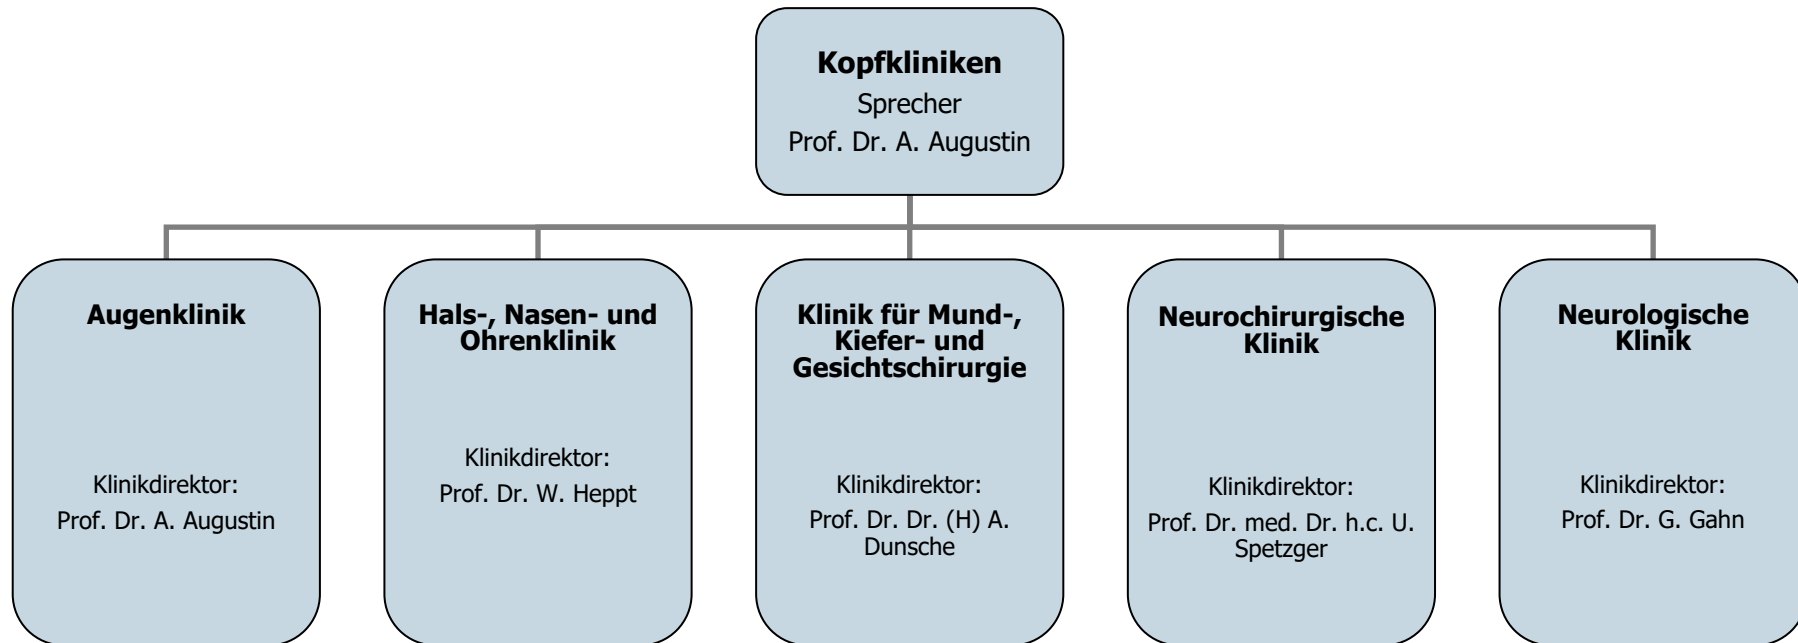 Kopfkliniken
Sprecher
Prof. Dr. A. Augustin
Augenklinik
Klinikdirektor:
Prof. Dr. A. Augustin
Hals-, Nasen- und
Ohrenklinik
Klinikdirektor:
Prof. Dr. W. Heppt
Klinik für Mund-,
Kiefer- und
Gesichtschirurgie
Klinikdirektor:
Prof. Dr. Dr. (H) A.
Dunsche
Neurochirurgische
Klinik
Klinikdirektor:
Prof. Dr. med. Dr. h.c. U.
Spetzger
Neurologische
Klinik
Klinikdirektor:
Prof. Dr. G. Gahn